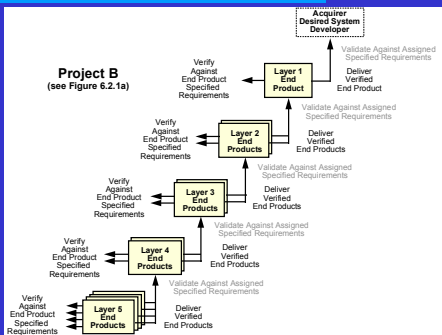 Acquirer
Desired System
Developer
Validate Against Assigned
Specified Requirements
Project B
(see Figure 6.2.1a)
Verify
Against
End Product
Specified
Requirements
Layer 1
End
Product
Deliver
Verified
End Products
Validate Against Assigned
Specified Requirements
Verify
Against
End Product
Specified
Requirements
Layer 2
End
Products
Deliver
Verified
End Products
Validate Against Assigned
Specified Requirements
Verify
Against
End Product
Specified
Requirements
Layer 3
End
Products
Deliver
Verified
End Products
Validate Against Assigned
Specified Requirements
Verify
Against
End Product
Specified
Requirements
Layer 4
End
Products
Deliver
Verified
End Products
Validate Against Assigned
Specified Requirements
Verify
Against
End Product
Specified
Requirements
Layer 5
End
Products
Deliver
Verified
End Products